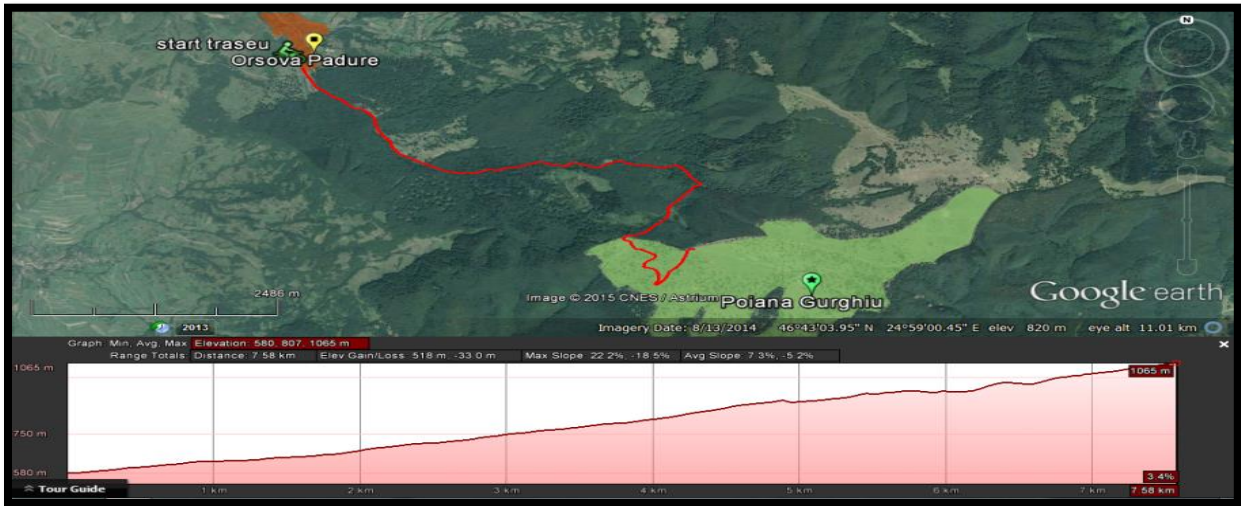 N
start traseu
Orsova Padure
2486 m
Image © 2015 CNES / Astrium
Poiana Gurghiu
Google earth
2013
Imagery Date: 8/13/2014 46°43'03.95" N 24°59'00.45" E elev 820 m eye alt 11.01 km
Graph: Min, Avg, Max Elevation: 580, 807, 1065 m
Range Totals: Distance: 7.58 km Elev Gain/Loss: 518 m, -33.0 m Max Slope: 22.2%, -18.5% Avg Slope: 7.3%, -5.2%
1065 m
1065 m
750 m
580 m
3.4%
Tour Guide
1 km 2 km 3 km 4 km 5 km 6 km 7 km 7.58 km